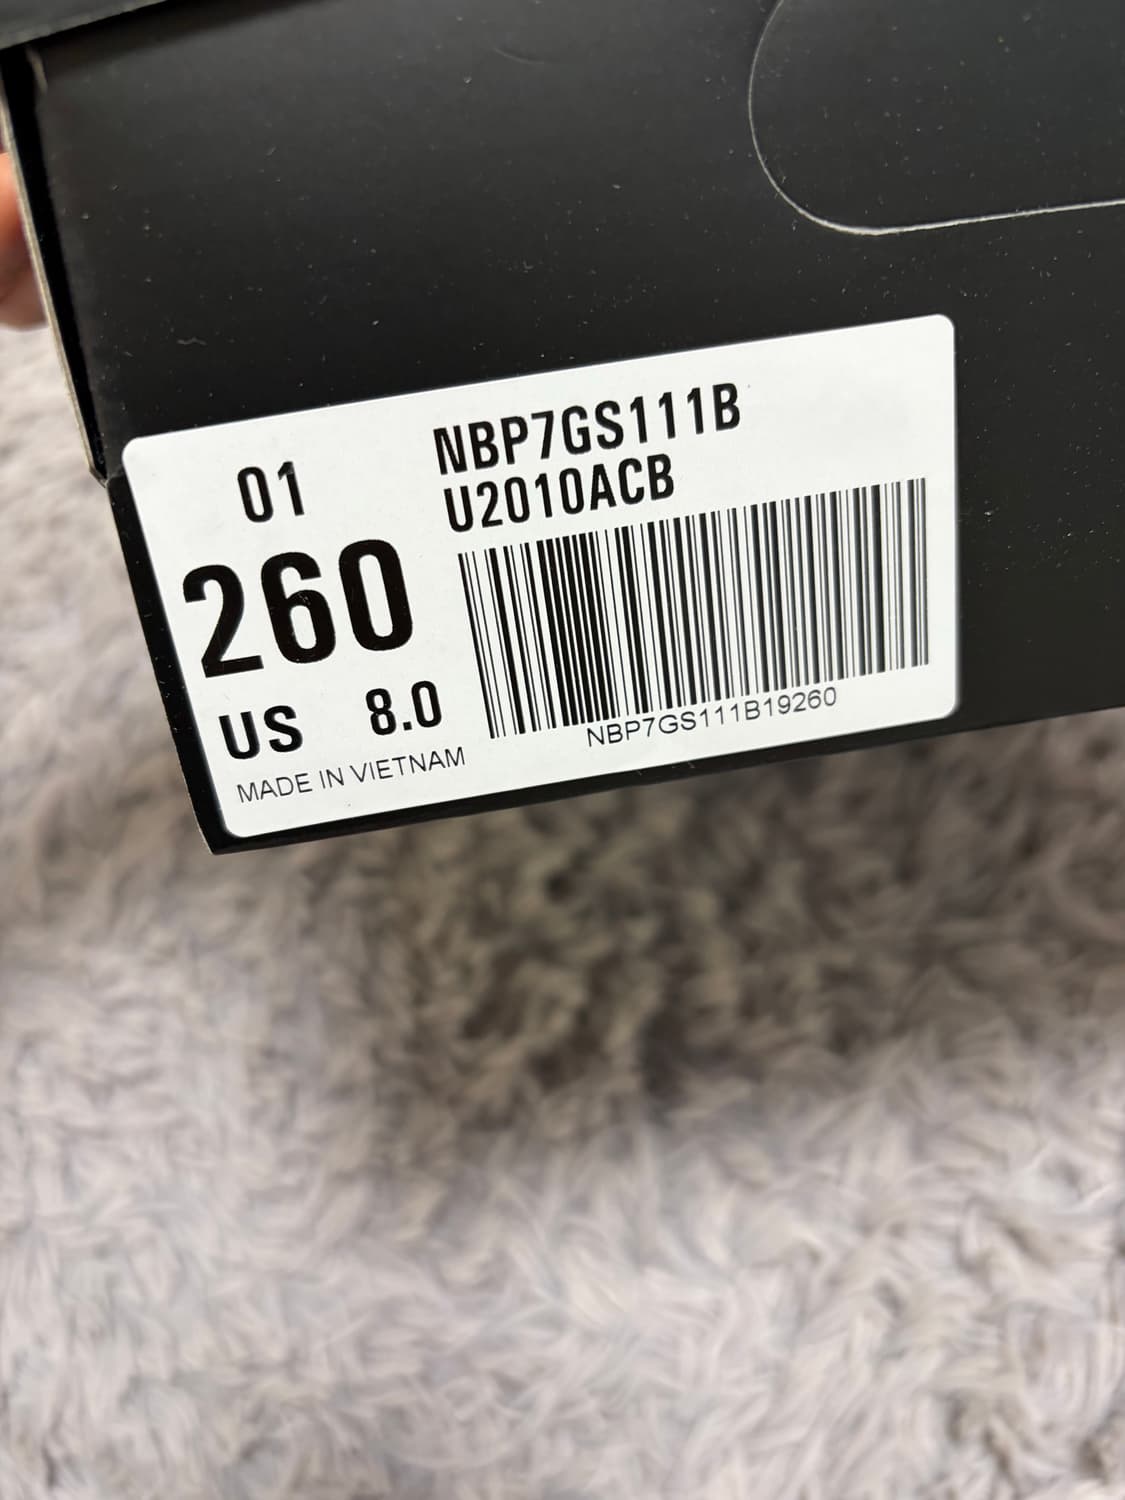 01
NBP7GS111B
U2010ACB
260
US 8.0
NBP7GS111B19260
MADE IN VIETNAM